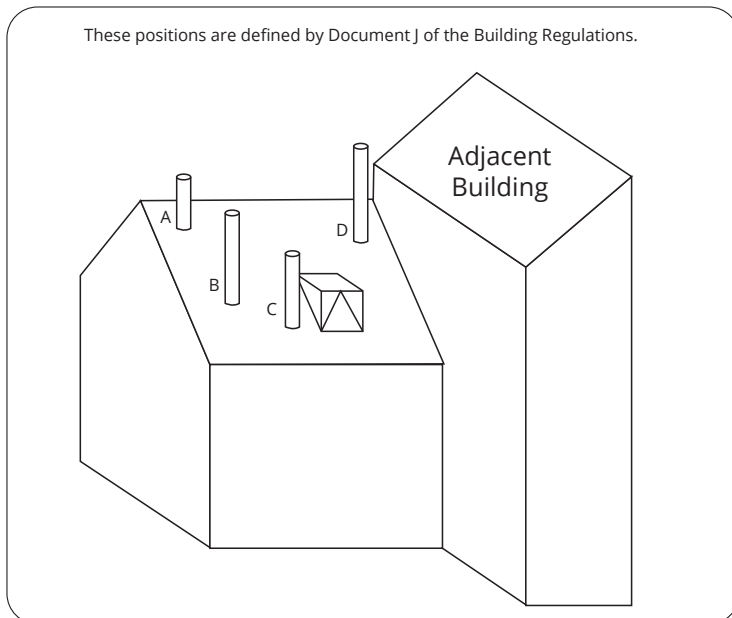 These positions are defined by Document J of the Building Regulations.
Adjacent
Building
A
D
B
C